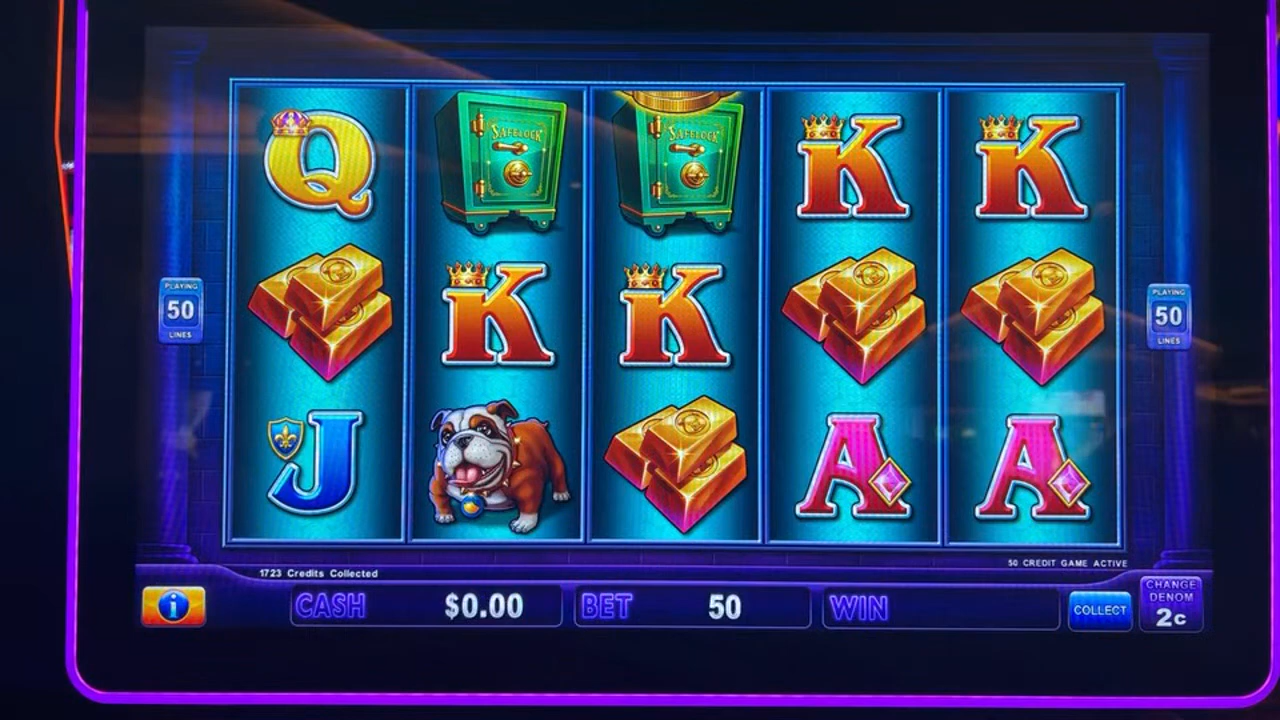 Q
SAFELOCK
SAFELOCK
K
K
PLAYING
50
LINES
K
K
PLAYING
50
LINES
J
A
A
1723 Credits Collected
50 CREDIT GAME ACTIVE
i
CASH $0.00
BET 50
WIN
COLLECT
CHANGE
DENOM
2c